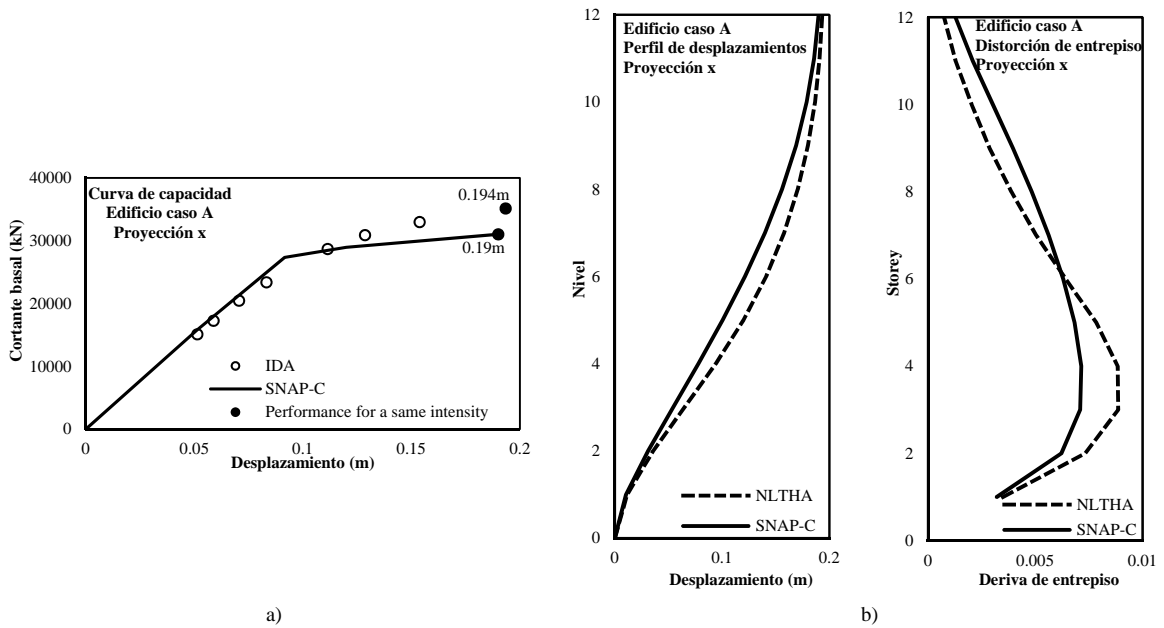 Curva de capacidad
Edificio caso A
Proyección x
Cortante basal (kN)
40000
30000
20000
10000
0
0.194m
0.19m
IDA
SNAP-C
Performance for a same intensity
0
0.05
0.1
0.15
0.2
Desplazamiento (m)
a)
Edificio caso A
Perfil de desplazamientos
Proyección x
Nivel
12
10
8
6
4
2
0
NLTHA
SNAP-C
0
0.1
0.2
Desplazamiento (m)
Edificio caso A
Distorción de entrepiso
Proyección x
Storey
12
10
8
6
4
2
0
NLTHA
SNAP-C
0
0.005
0.01
Deriva de entrepiso
b)